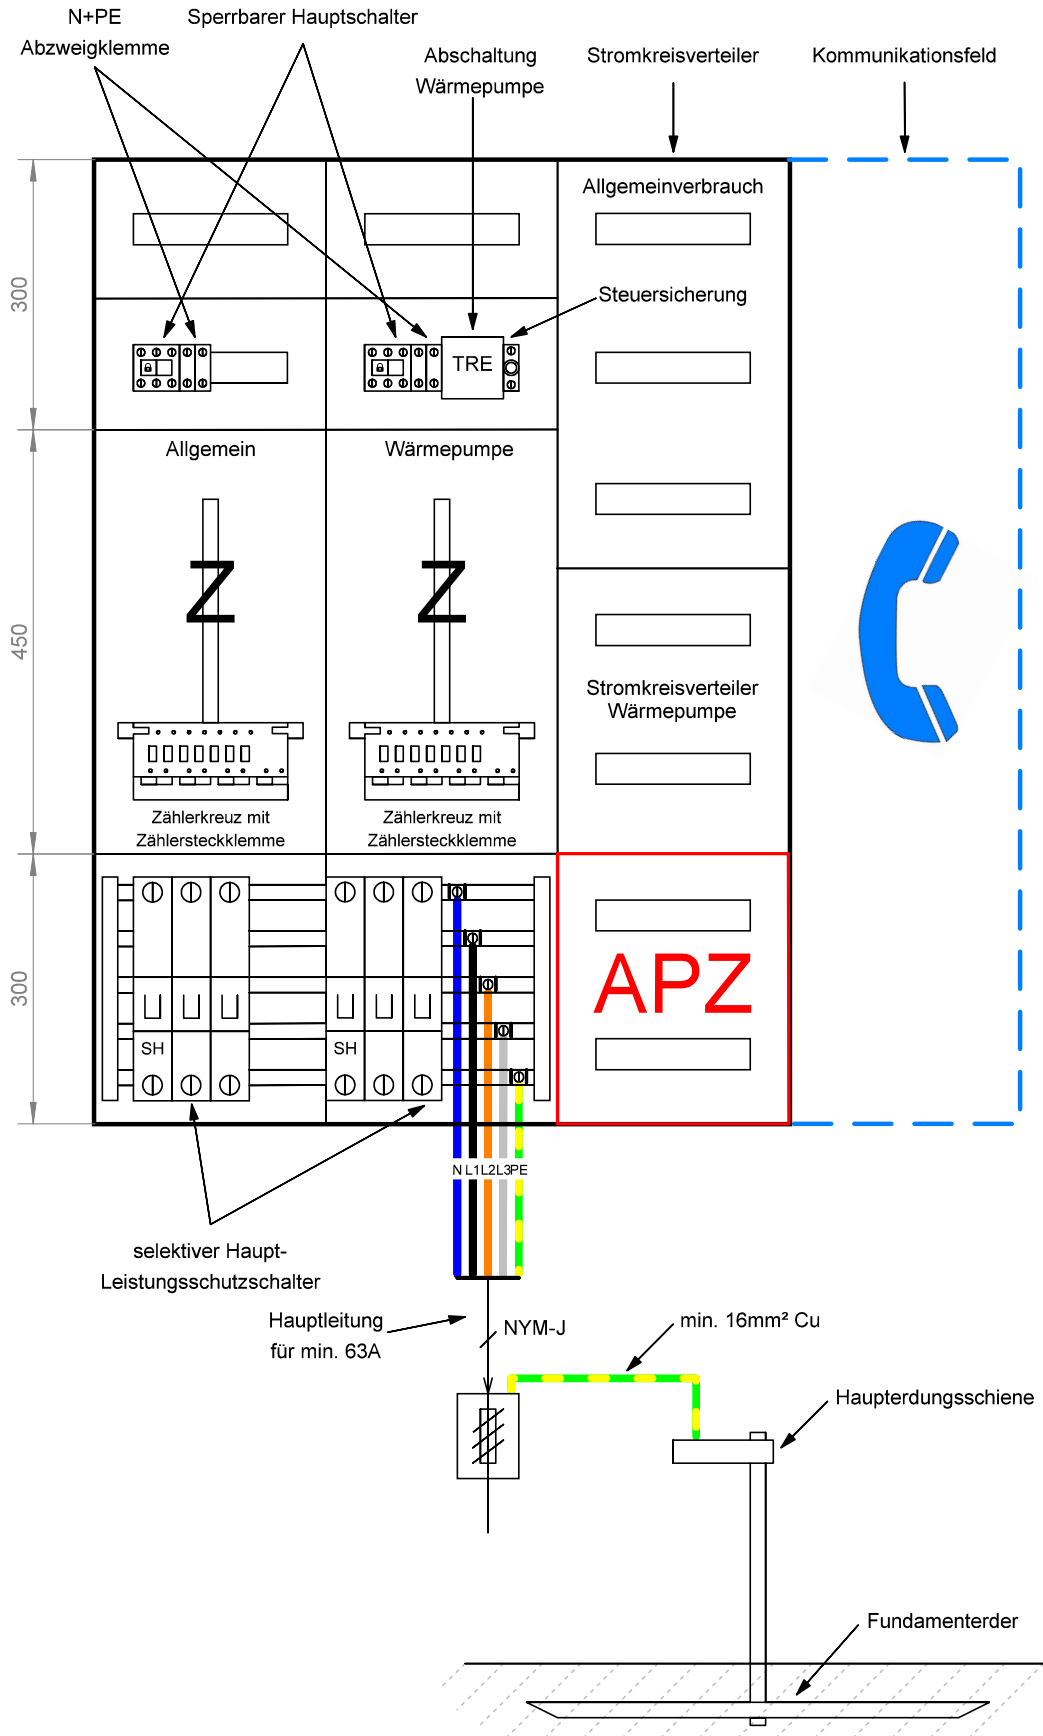 N+PE
Abzweigklemme
Sperrbarer Hauptschalter
Abschaltung
Wärmepumpe
Stromkreisverteiler
Kommunikationsfeld
Allgemeinverbrauch
300
Steuersicherung
TRE
Allgemein
Wärmepumpe
450
Z
Z
Stromkreisverteiler
Wärmepumpe
Zählerkreuz mit
Zählersteckklemme
Zählerkreuz mit
Zählersteckklemme
300
APZ
SH
SH
N L1 L2 L3 PE
selektiver Haupt-
Leistungsschutzschalter
Hauptleitung
für min. 63A
NYM-J
min. 16mm² Cu
Haupterdungsschiene
Fundamenterder